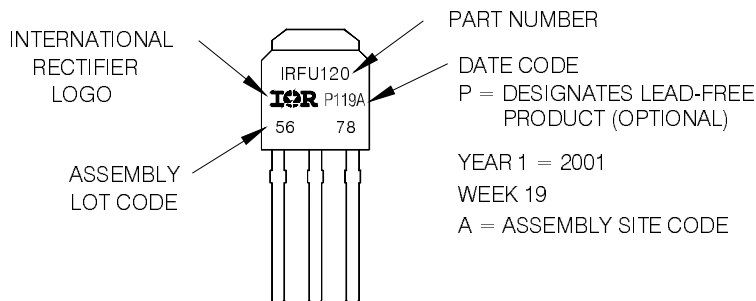 INTERNATIONAL
RECTIFIER
LOGO
ASSEMBLY
LOT CODE
IRFU120
IOR P119A
56 78
PART NUMBER
DATE CODE
P = DESIGNATES LEAD-FREE
PRODUCT (OPTIONAL)
YEAR 1 = 2001
WEEK 19
A = ASSEMBLY SITE CODE